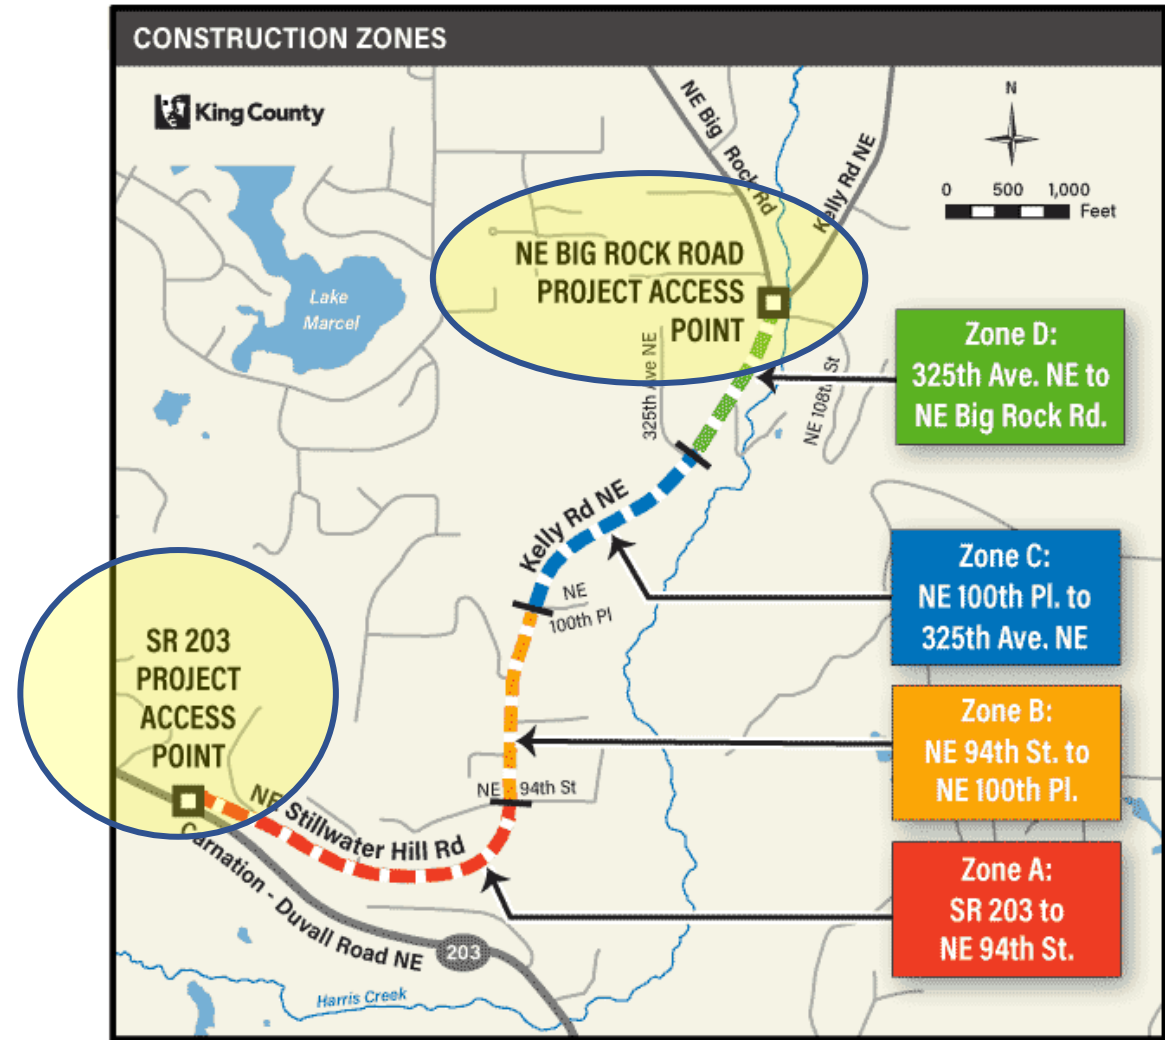 CONSTRUCTION ZONES
King County
NE Big Rock Rd
Kelly Rd NE
N
0 500 1,000
Feet
NE BIG ROCK ROAD
PROJECT ACCESS
POINT
Lake
Marcel
325th Ave NE
NE 108th St
Zone D:
325th Ave. NE to
NE Big Rock Rd.
Kelly Rd NE
NE
100th Pl
Zone C:
NE 100th Pl. to
325th Ave. NE
SR 203
PROJECT
ACCESS
POINT
Zone B:
NE 94th St. to
NE 100th Pl.
NE 94th St
NE Stillwater Hill Rd
Carnation - Duvall Road NE
203
Zone A:
SR 203 to
NE 94th St.
Harris Creek